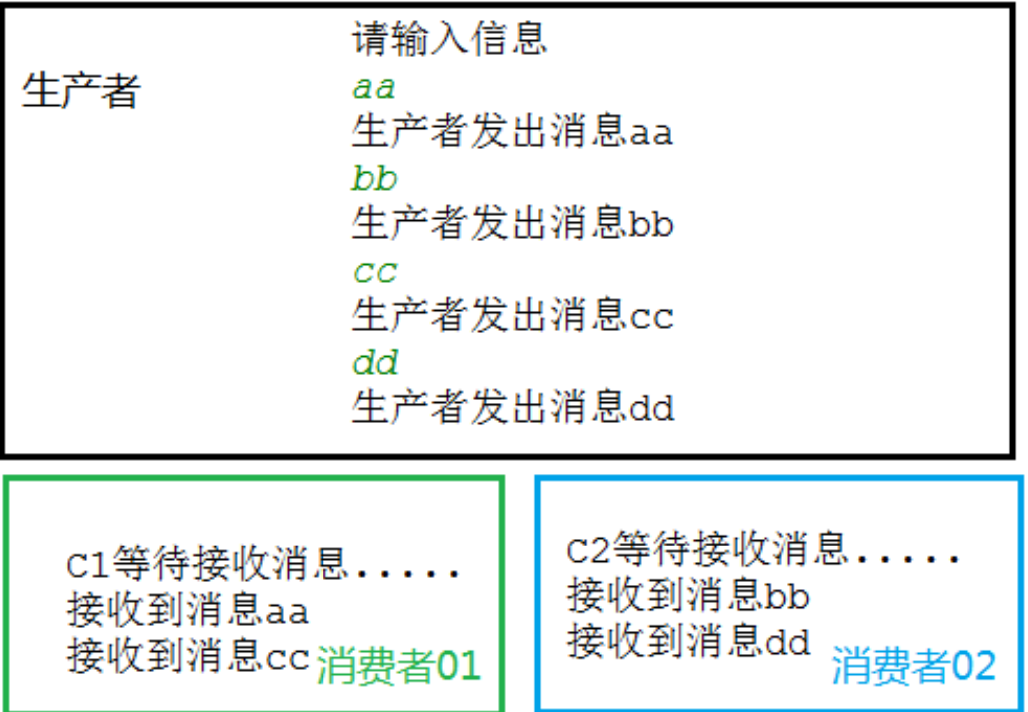 请输入信息
生产者
aa
生产者发出消息aa
bb
生产者发出消息bb
cc
生产者发出消息cc
dd
生产者发出消息dd
C1等待接收消息.....
接收到消息aa
接收到消息cc
消费者01
C2等待接收消息.....
接收到消息bb
接收到消息dd
消费者02